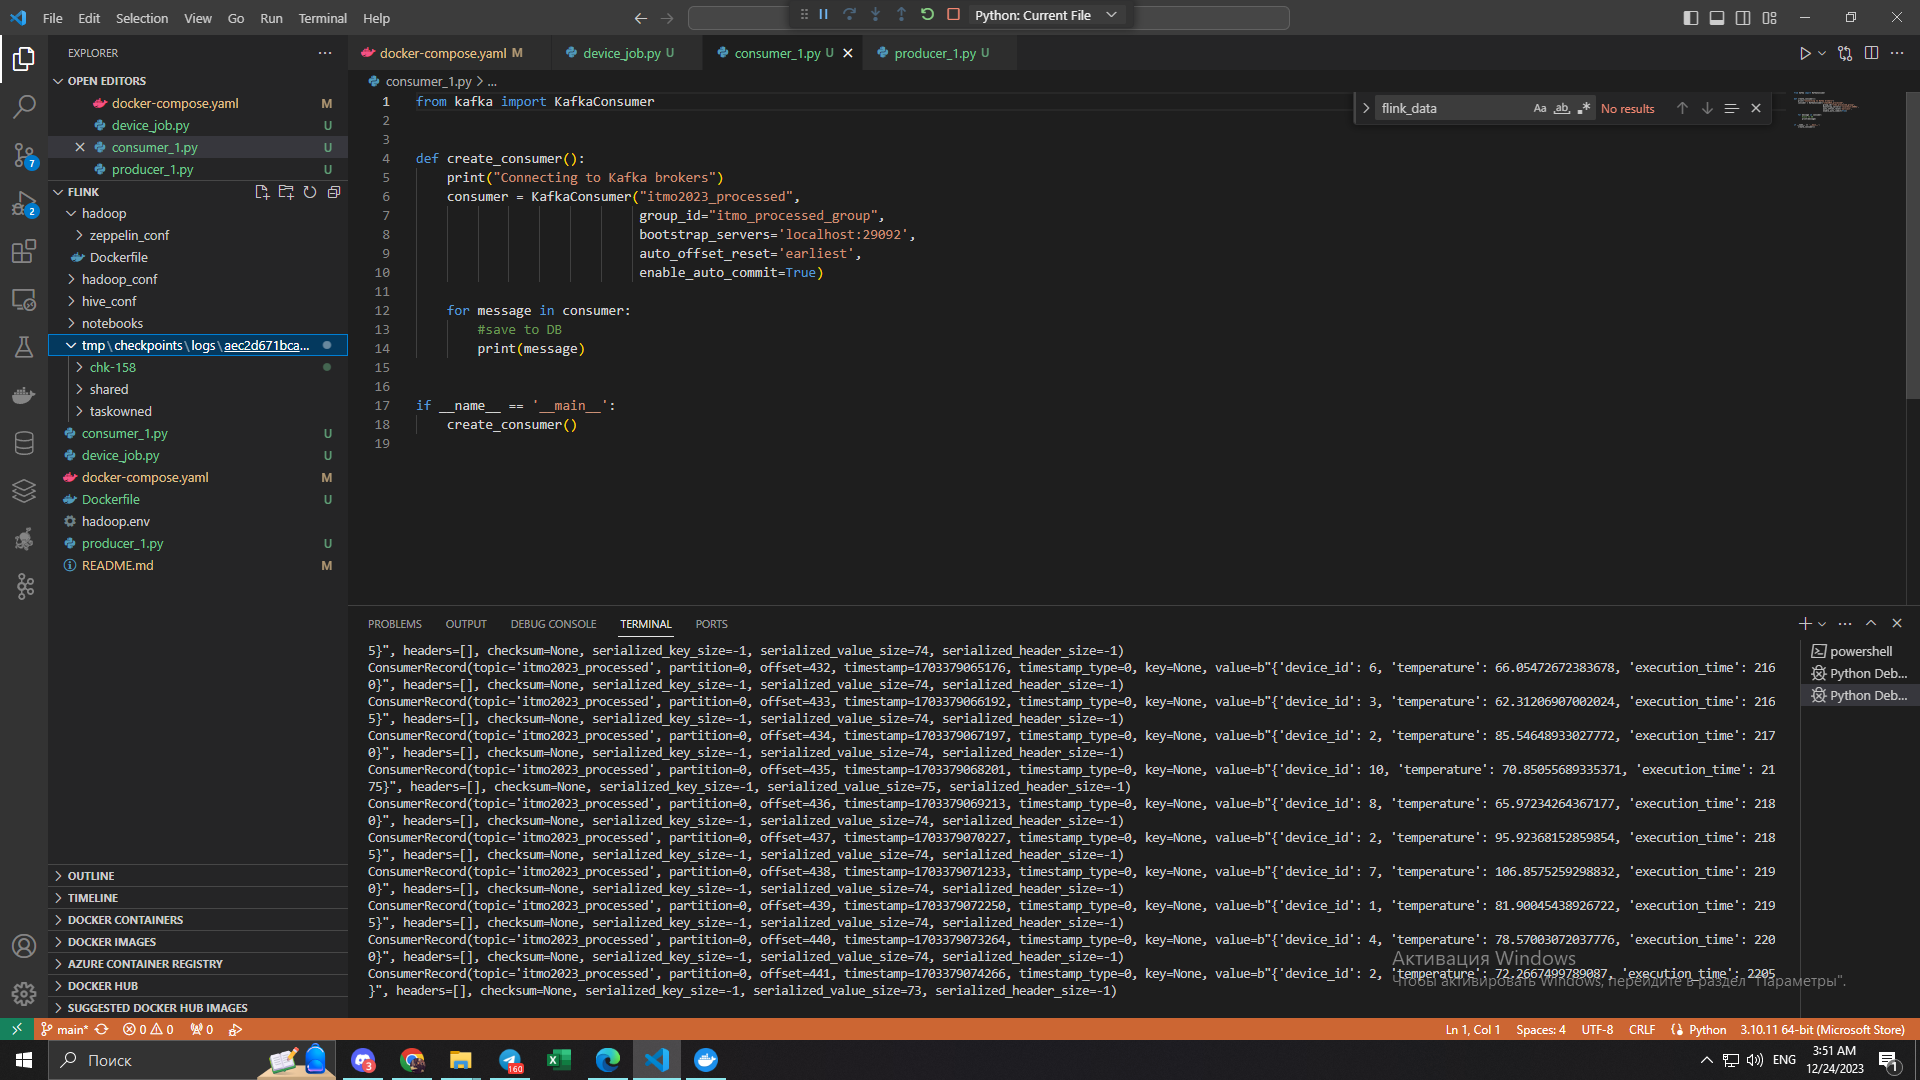 File Edit Selection View Go Run Terminal Help
Python: Current File
EXPLORER
OPEN EDITORS
docker-compose.yaml M
device_job.py U
consumer_1.py U
producer_1.py U
FLINK
hadoop
zeppelin_conf
Dockerfile
hadoop_conf
hive_conf
notebooks
tmp\checkpoints\logs\aec2d671bca...
chk-158
shared
taskowned
consumer_1.py U
device_job.py U
docker-compose.yaml M
Dockerfile U
hadoop.env
producer_1.py U
README.md M
OUTLINE
TIMELINE
DOCKER CONTAINERS
DOCKER IMAGES
AZURE CONTAINER REGISTRY
DOCKER HUB
SUGGESTED DOCKER HUB IMAGES
7
2
docker-compose.yaml M device_job.py U consumer_1.py U producer_1.py U
consumer_1.py > ...
flink_data Aa ab .* No results
1 from kafka import KafkaConsumer
2
3
4 def create_consumer():
5 print("Connecting to Kafka brokers")
6 consumer = KafkaConsumer("itmo2023_processed",
7 group_id="itmo_processed_group",
8 bootstrap_servers='localhost:29092',
9 auto_offset_reset='earliest',
10 enable_auto_commit=True)
11
12 for message in consumer:
13 #save to DB
14 print(message)
15
16
17 if __name__ == '__main__':
18 create_consumer()
19
PROBLEMS OUTPUT DEBUG CONSOLE TERMINAL PORTS
5}", headers=[], checksum=None, serialized_key_size=-1, serialized_value_size=74, serialized_header_size=-1)
ConsumerRecord(topic='itmo2023_processed', partition=0, offset=432, timestamp=1703379065176, timestamp_type=0, key=None, value=b"{'device_id': 6, 'temperature': 66.05472672383678, 'execution_time': 216
0}", headers=[], checksum=None, serialized_key_size=-1, serialized_value_size=74, serialized_header_size=-1)
ConsumerRecord(topic='itmo2023_processed', partition=0, offset=433, timestamp=1703379066192, timestamp_type=0, key=None, value=b"{'device_id': 3, 'temperature': 62.31206907002024, 'execution_time': 216
5}", headers=[], checksum=None, serialized_key_size=-1, serialized_value_size=74, serialized_header_size=-1)
ConsumerRecord(topic='itmo2023_processed', partition=0, offset=434, timestamp=1703379067197, timestamp_type=0, key=None, value=b"{'device_id': 2, 'temperature': 85.54648933027772, 'execution_time': 217
0}", headers=[], checksum=None, serialized_key_size=-1, serialized_value_size=74, serialized_header_size=-1)
ConsumerRecord(topic='itmo2023_processed', partition=0, offset=435, timestamp=1703379068201, timestamp_type=0, key=None, value=b"{'device_id': 10, 'temperature': 70.85055689335371, 'execution_time': 21
75}", headers=[], checksum=None, serialized_key_size=-1, serialized_value_size=75, serialized_header_size=-1)
ConsumerRecord(topic='itmo2023_processed', partition=0, offset=436, timestamp=1703379069213, timestamp_type=0, key=None, value=b"{'device_id': 8, 'temperature': 65.97234264367177, 'execution_time': 218
0}", headers=[], checksum=None, serialized_key_size=-1, serialized_value_size=74, serialized_header_size=-1)
ConsumerRecord(topic='itmo2023_processed', partition=0, offset=437, timestamp=1703379070227, timestamp_type=0, key=None, value=b"{'device_id': 2, 'temperature': 95.92368152859854, 'execution_time': 218
5}", headers=[], checksum=None, serialized_key_size=-1, serialized_value_size=74, serialized_header_size=-1)
ConsumerRecord(topic='itmo2023_processed', partition=0, offset=438, timestamp=1703379071233, timestamp_type=0, key=None, value=b"{'device_id': 7, 'temperature': 106.8575259298832, 'execution_time': 219
0}", headers=[], checksum=None, serialized_key_size=-1, serialized_value_size=74, serialized_header_size=-1)
ConsumerRecord(topic='itmo2023_processed', partition=0, offset=439, timestamp=1703379072250, timestamp_type=0, key=None, value=b"{'device_id': 1, 'temperature': 81.90045438926722, 'execution_time': 219
5}", headers=[], checksum=None, serialized_key_size=-1, serialized_value_size=74, serialized_header_size=-1)
ConsumerRecord(topic='itmo2023_processed', partition=0, offset=440, timestamp=1703379073264, timestamp_type=0, key=None, value=b"{'device_id': 4, 'temperature': 78.57003072037776, 'execution_time': 220
0}", headers=[], checksum=None, serialized_key_size=-1, serialized_value_size=74, serialized_header_size=-1)
ConsumerRecord(topic='itmo2023_processed', partition=0, offset=441, timestamp=1703379074266, timestamp_type=0, key=None, value=b"{'device_id': 2, 'temperature': 72.2667499789087, 'execution_time': 2205
}", headers=[], checksum=None, serialized_key_size=-1, serialized_value_size=73, serialized_header_size=-1)
powershell
Python Deb...
Python Deb...
Активация Windows
Чтобы активировать Windows, перейдите в раздел "Параметры".
main* 0 0 0 Ln 1, Col 1 Spaces: 4 UTF-8 CRLF Python 3.10.11 64-bit (Microsoft Store)
Поиск 3 160 ENG 3:51 AM
12/24/2023 1